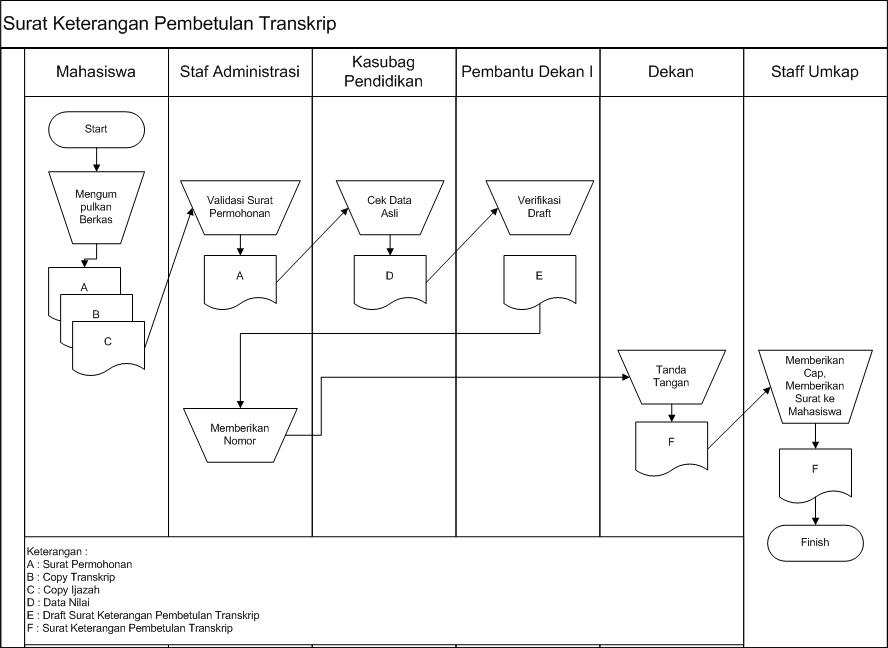 Surat Keterangan Pembetulan Transkrip
Mahasiswa
Staf Administrasi
Kasubag
Pendidikan
Pembantu Dekan I
Dekan
Staff Umkap
Start
Mengum
pulkan
Berkas
A
B
C
Validasi Surat
Permohonan
A
Cek Data
Asli
D
Verifikasi
Draft
E
Memberikan
Nomor
Tanda
Tangan
F
Memberikan
Cap,
Memberikan
Surat ke
Mahasiswa
F
Finish
Keterangan :
A : Surat Permohonan
B : Copy Transkrip
C : Copy Ijazah
D : Data Nilai
E : Draft Surat Keterangan Pembetulan Transkrip
F : Surat Keterangan Pembetulan Transkrip